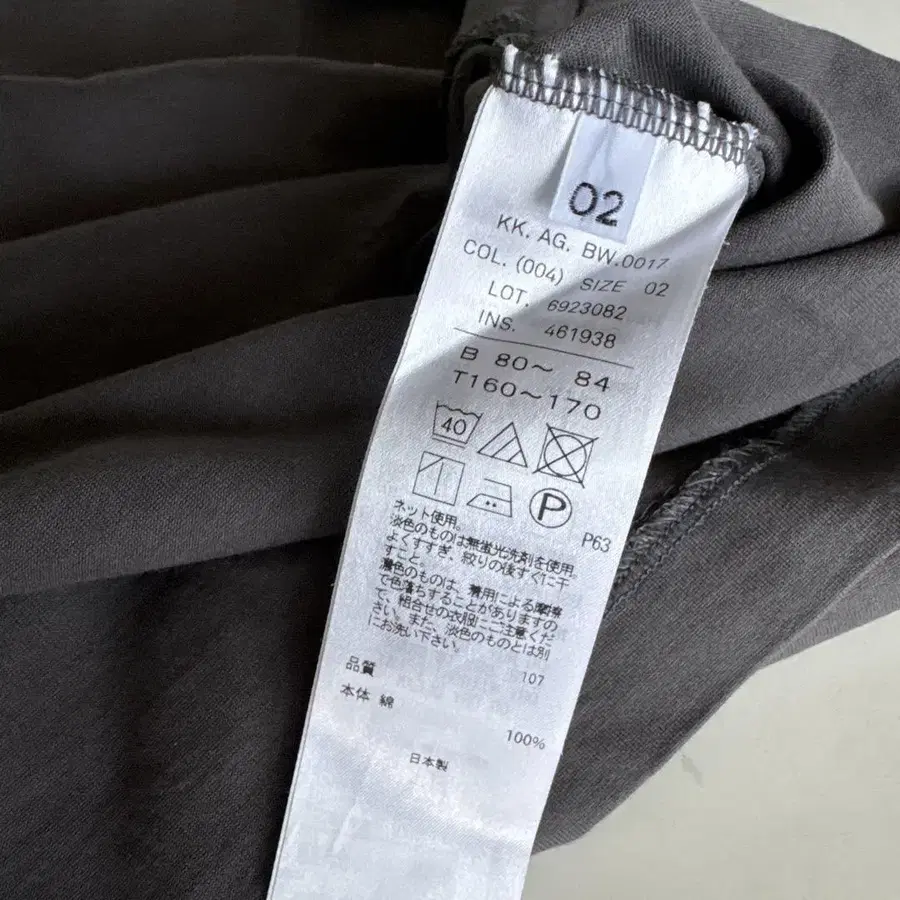 02
KK. AG. BW.0017
COL. (004) SIZE 02
LOT. 6923082
INS. 461938
B 80～ 84
T160～170
40
P
P63
ネット使用。
淡色のものは無蛍光洗剤を使用。
よくすすぎ、絞りの後すぐに干
すこと。
濃色のものは、着用による摩擦
で色落ちすることがありますの
で、組合せの衣服にご注意くだ
さい。また、淡色のものとは別
にお洗い下さい。
107
品質
本体 綿
100%
日本製